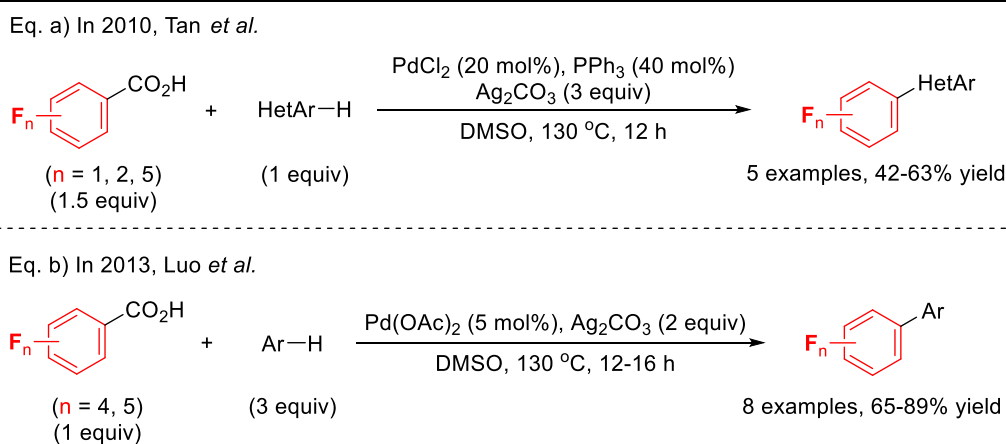 Eq. a) In 2010, Tan et al.
PdCl2 (20 mol%), PPh3 (40 mol%)
Ag2CO3 (3 equiv)
CO2H
Fn
+
HetAr—H
DMSO, 130 oC, 12 h
HetAr
Fn
(n = 1, 2, 5)
(1.5 equiv)
(1 equiv)
5 examples, 42-63% yield
Eq. b) In 2013, Luo et al.
CO2H
Fn
+
Ar—H
Pd(OAc)2 (5 mol%), Ag2CO3 (2 equiv)
DMSO, 130 oC, 12-16 h
Ar
Fn
(n = 4, 5)
(1 equiv)
(3 equiv)
8 examples, 65-89% yield